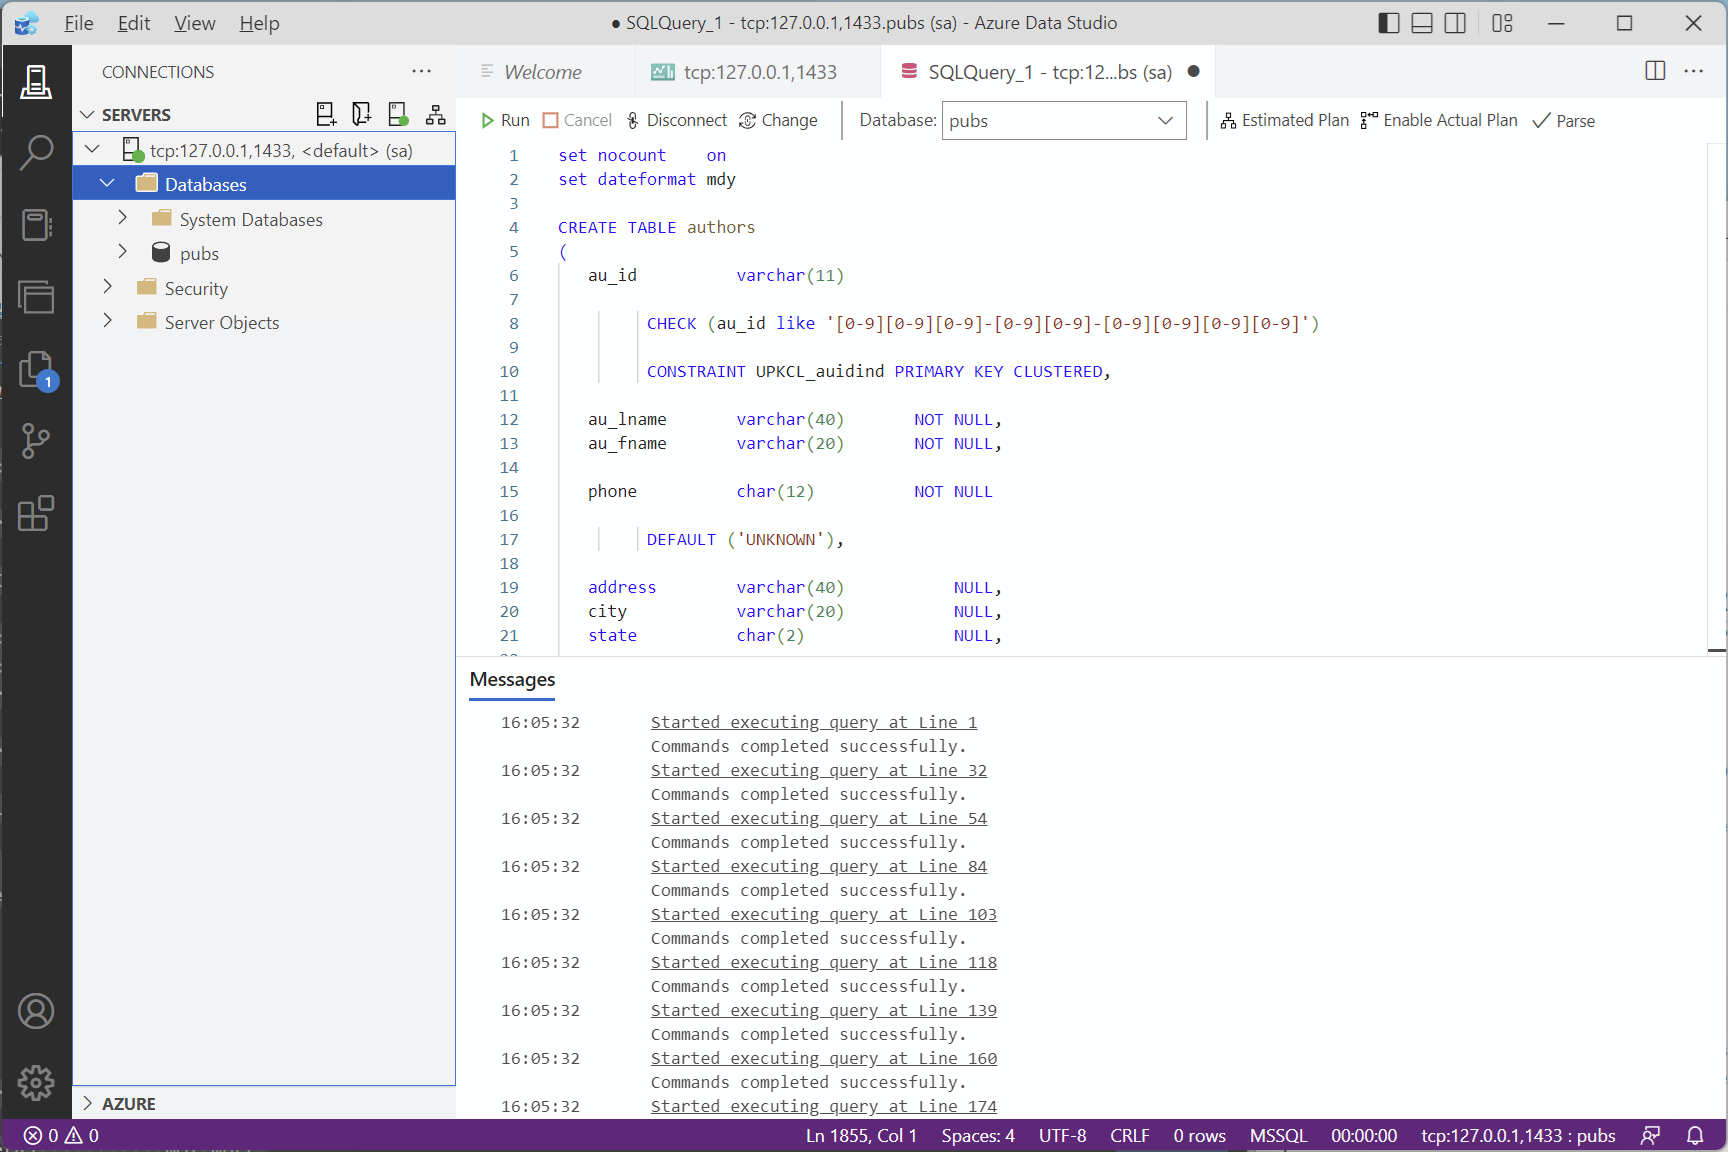 File Edit View Help
● SQLQuery_1 - tcp:127.0.0.1,1433.pubs (sa) - Azure Data Studio
CONNECTIONS
SERVERS
tcp:127.0.0.1,1433, <default> (sa)
Databases
System Databases
pubs
Security
Server Objects
1
AZURE
Welcome
tcp:127.0.0.1,1433
SQLQuery_1 - tcp:12...bs (sa) ●
Run Cancel Disconnect Change Database: pubs Estimated Plan Enable Actual Plan Parse
1 set nocount on
2 set dateformat mdy
3
4 CREATE TABLE authors
5 (
6 au_id varchar(11)
7
8 CHECK (au_id like '[0-9][0-9][0-9]-[0-9][0-9]-[0-9][0-9][0-9][0-9]')
9
10 CONSTRAINT UPKCL_auidind PRIMARY KEY CLUSTERED,
11
12 au_lname varchar(40) NOT NULL,
13 au_fname varchar(20) NOT NULL,
14
15 phone char(12) NOT NULL
16
17 DEFAULT ('UNKNOWN'),
18
19 address varchar(40) NULL,
20 city varchar(20) NULL,
21 state char(2) NULL,
Messages
16:05:32 Started executing query at Line 1
Commands completed successfully.
16:05:32 Started executing query at Line 32
Commands completed successfully.
16:05:32 Started executing query at Line 54
Commands completed successfully.
16:05:32 Started executing query at Line 84
Commands completed successfully.
16:05:32 Started executing query at Line 103
Commands completed successfully.
16:05:32 Started executing query at Line 118
Commands completed successfully.
16:05:32 Started executing query at Line 139
Commands completed successfully.
16:05:32 Started executing query at Line 160
Commands completed successfully.
16:05:32 Started executing query at Line 174
0 0 Ln 1855, Col 1 Spaces: 4 UTF-8 CRLF 0 rows MSSQL 00:00:00 tcp:127.0.0.1,1433 : pubs